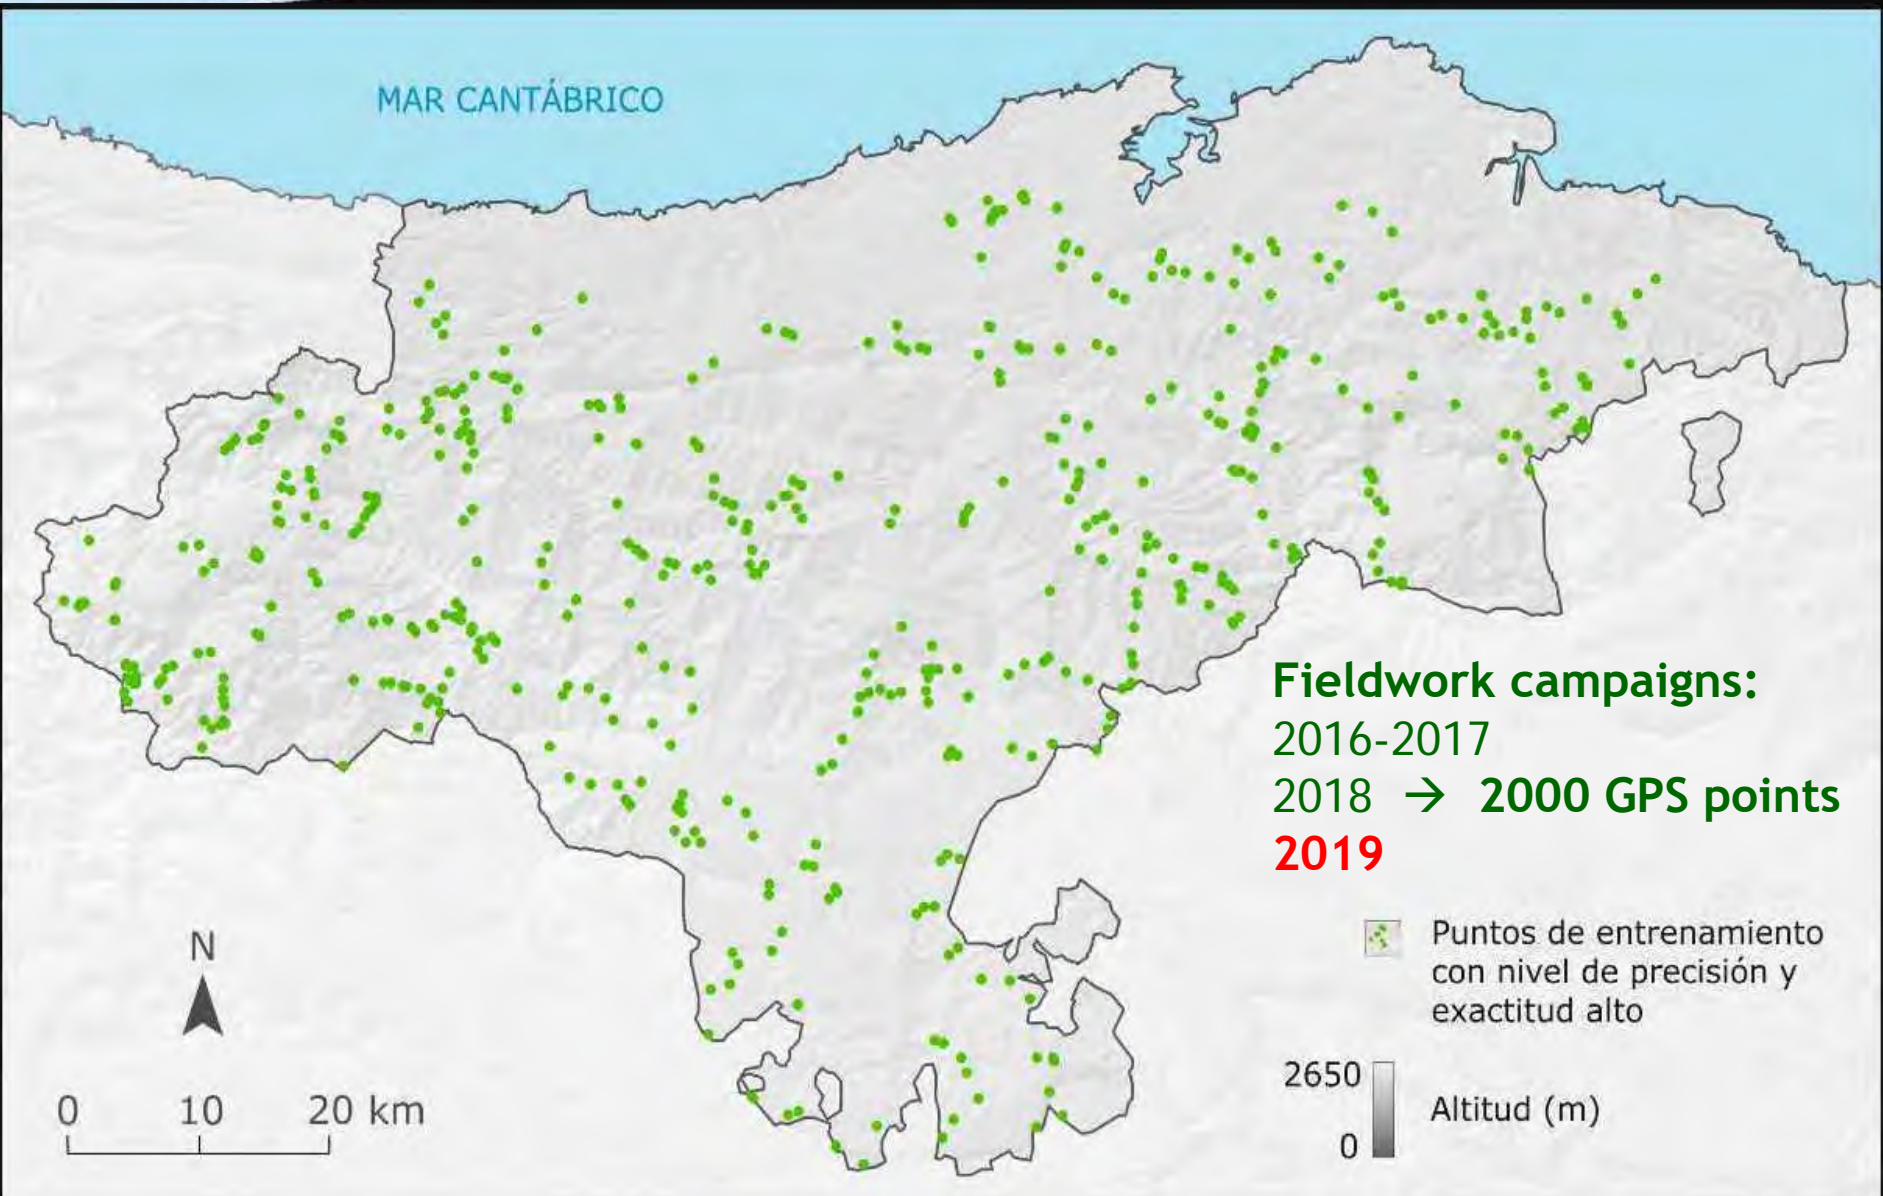 MAR CANTÁBRICO
Fieldwork campaigns:
2016-2017
2018 → 2000 GPS points
2019
Puntos de entrenamiento
con nivel de precisión y
exactitud alto
2650
Altitud (m)
0
N
0 10 20 km